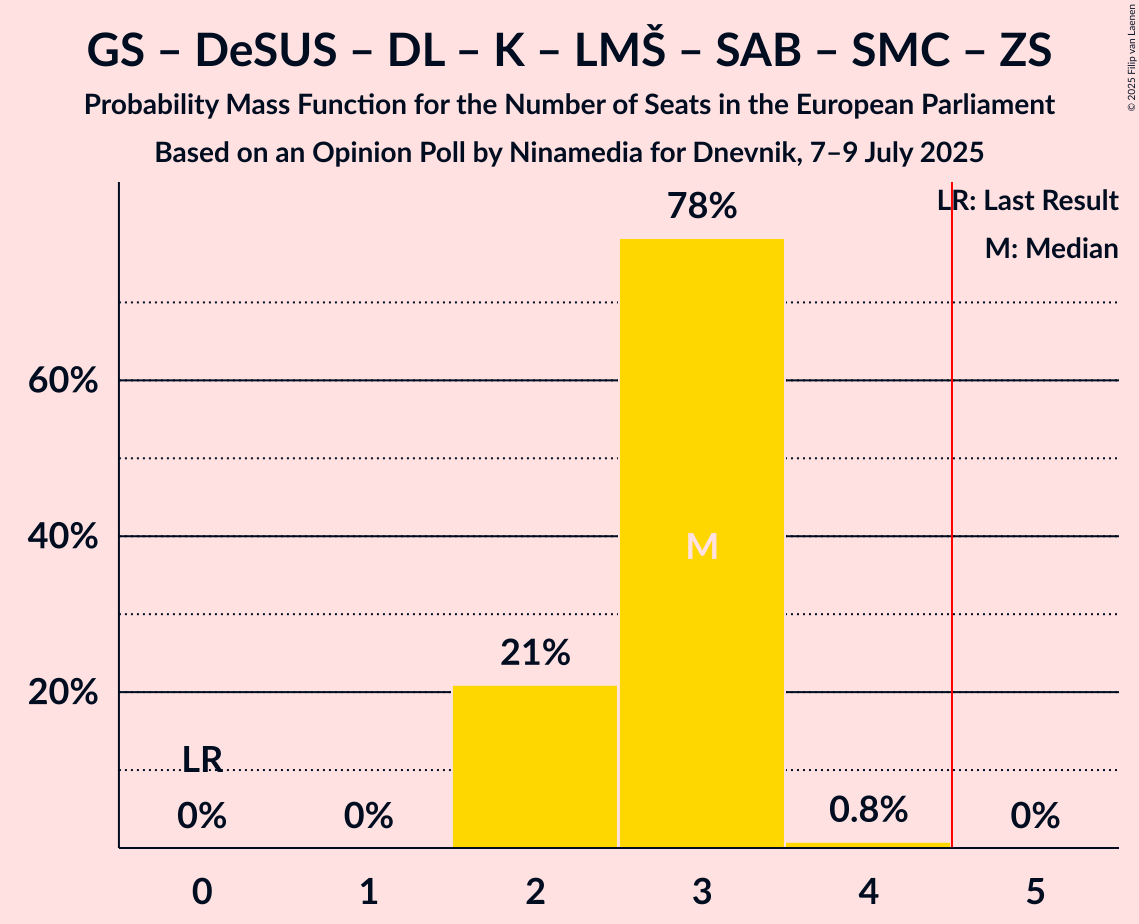 GS – DeSUS – DL – K – LMŠ – SAB – SMC – ZS
Probability Mass Function for the Number of Seats in the European Parliament
Based on an Opinion Poll by Ninamedia for Dnevnik, 7–9 July 2025
© 2025 Filip van Laenen
LR: Last Result
M: Median
78%
60%
40%
M
21%
20%
LR
0%
0%
0.8%
0%
0
1
2
3
4
5